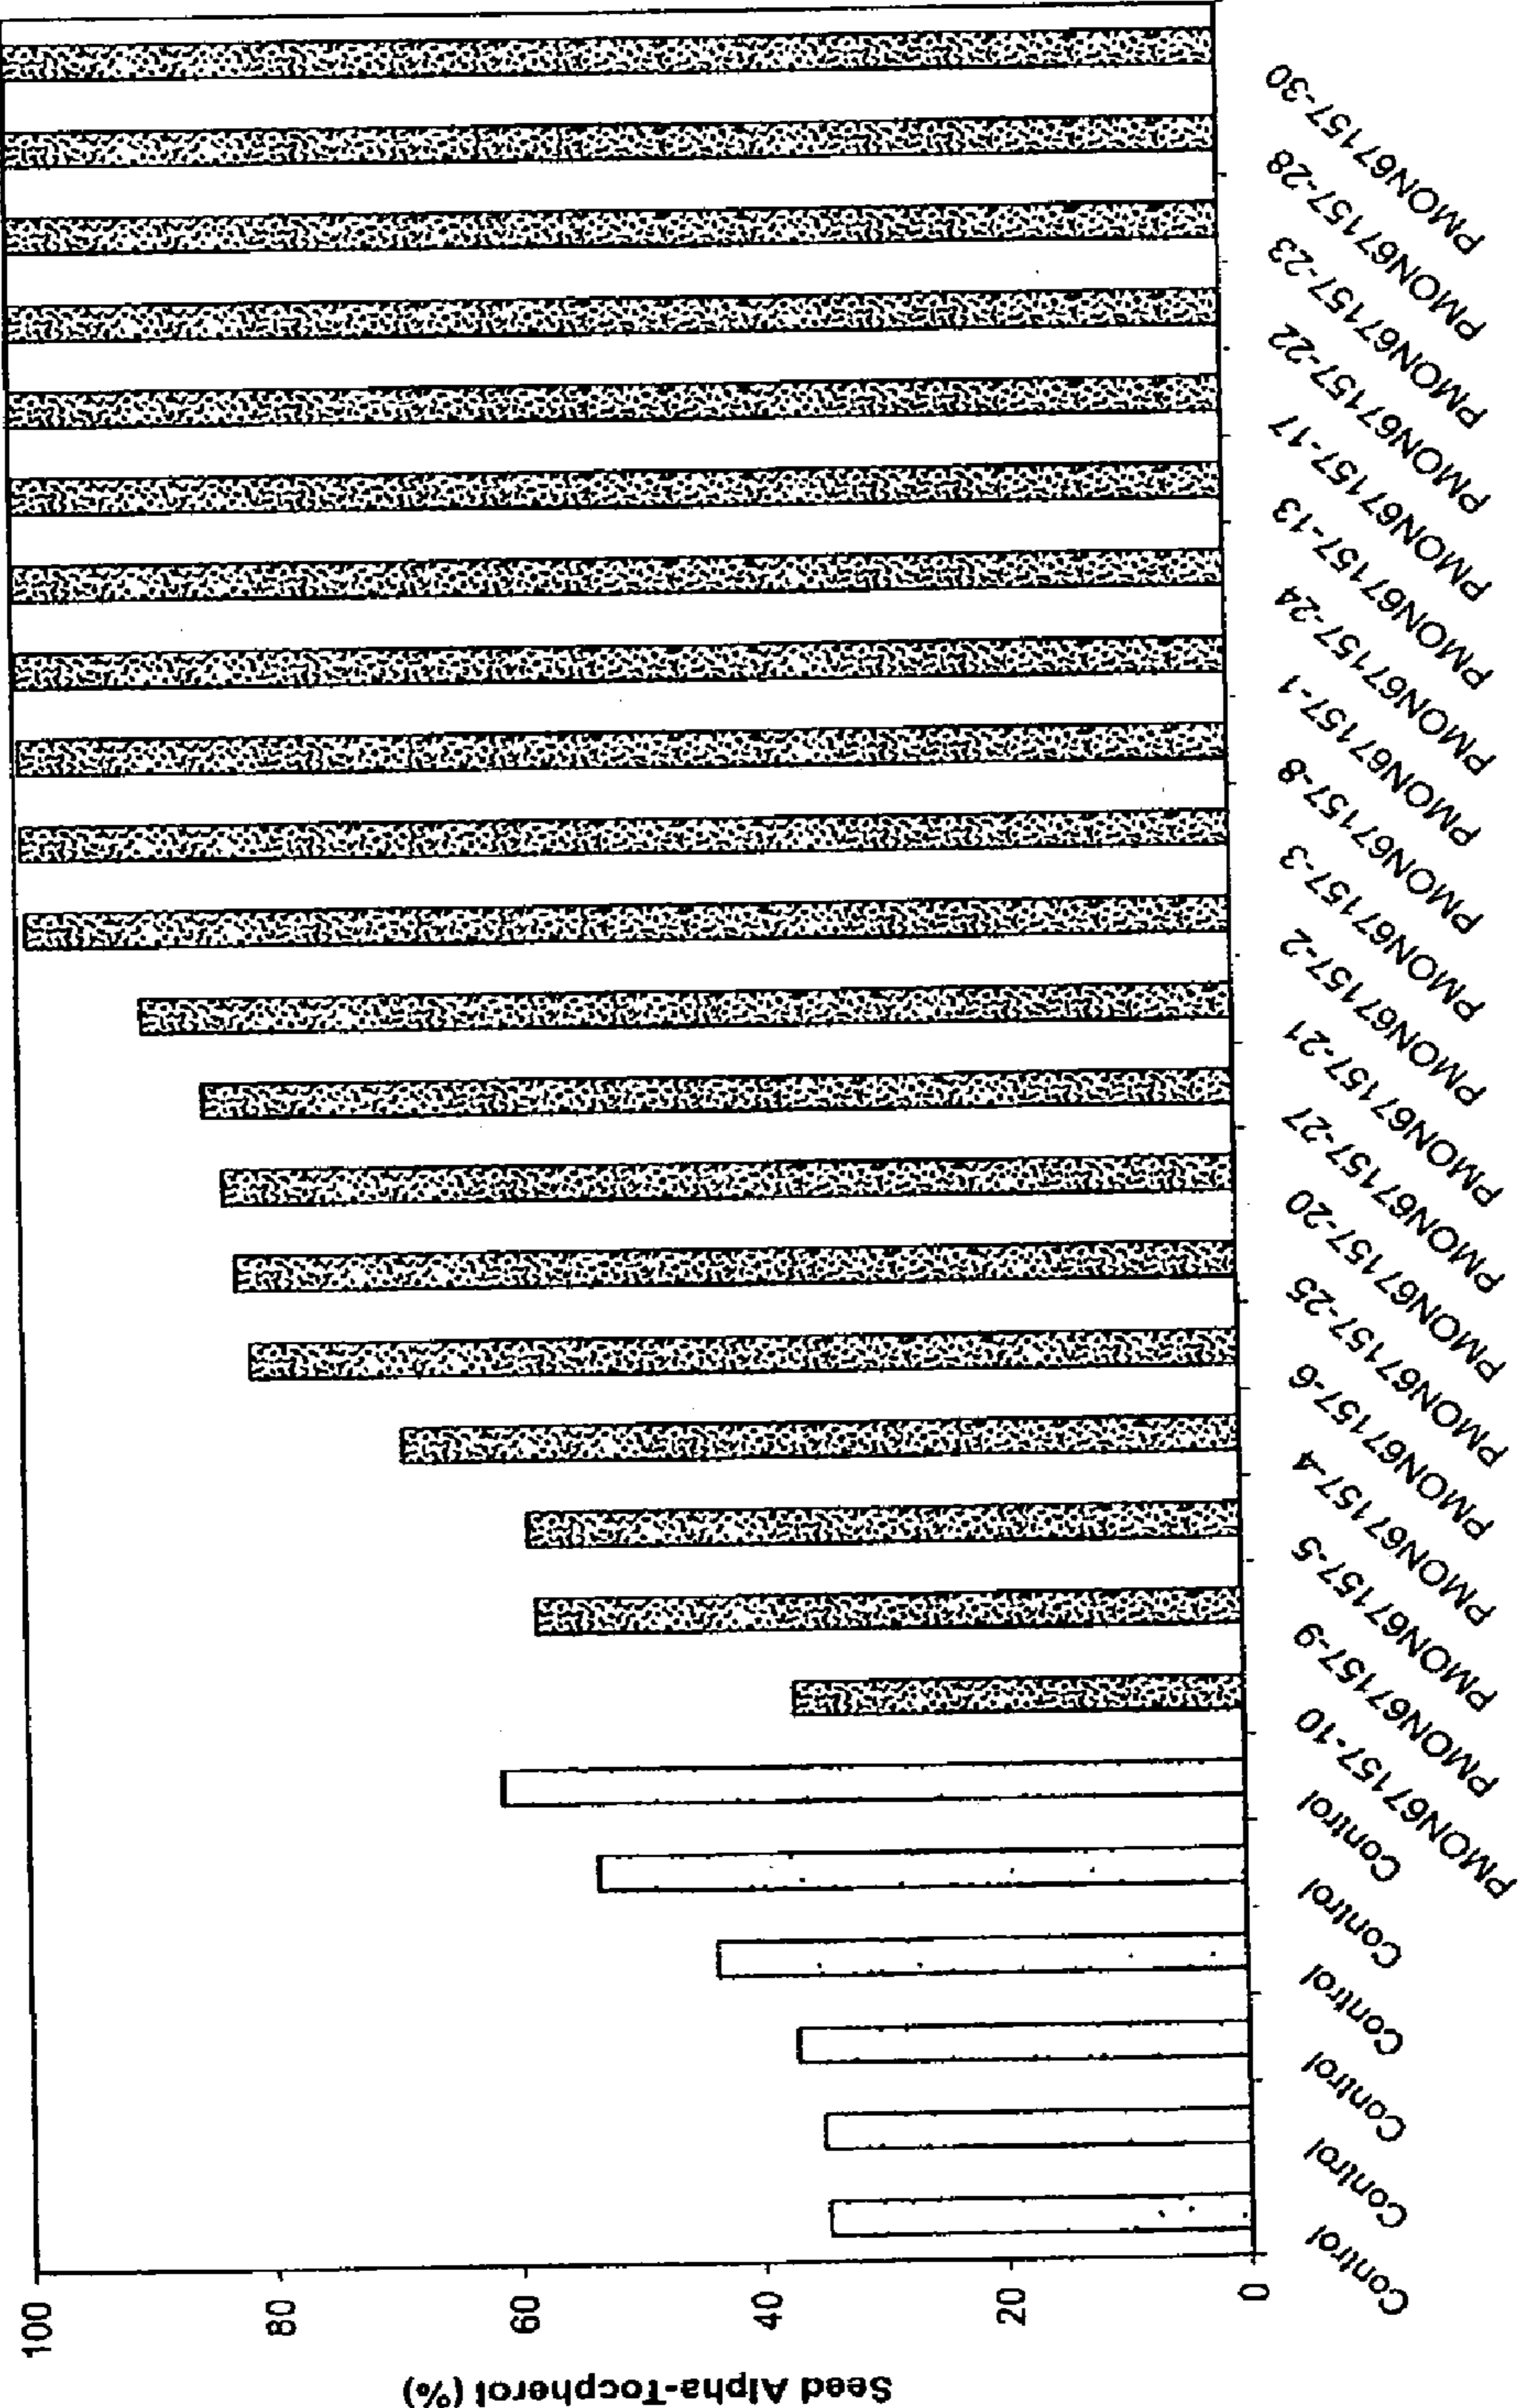 Seed Alpha-Tocpherol (%)
100
80
60
40
20
0
Control
Control
Control
Control
Control
Control
PMON67157-10
PMON67157-9
PMON67157-5
PMON67157-4
PMON67157-6
PMON67157-25
PMON67157-20
PMON67157-27
PMON67157-21
PMON67157-2
PMON67157-3
PMON67157-8
PMON67157-1
PMON67157-24
PMON67157-13
PMON67157-17
PMON67157-22
PMON67157-23
PMON67157-28
PMON67157-30